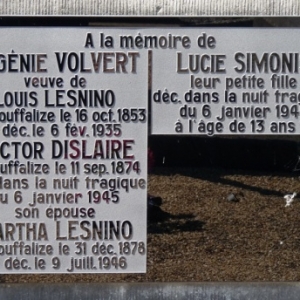 A la mémoire de
GÉNIE VOLVERT
veuve de
OUIS LESNINO
ouffalize le 16 oct. 1853
déc. le 6 fév. 1935
CTOR DISLAIRE
ouffalize le 11 sep. 1874
dans la nuit tragique
u 6 janvier 1945
son épouse
ARTHA LESNINO
ouffalize le 31 déc. 1878
déc. le 9 juill. 1946
LUCIE SIMONI
leur petite fille
déc. dans la nuit trag
du 6 janvier 194
à l'âge de 13 ans